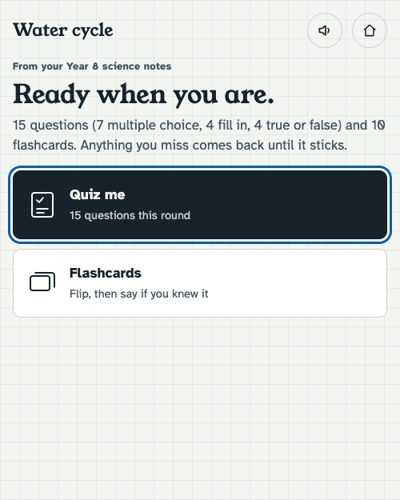 Water cycle
From your Year 8 science notes
Ready when you are.
15 questions (7 multiple choice, 4 fill in, 4 true or false) and 10
flashcards. Anything you miss comes back until it sticks.
Quiz me
15 questions this round
Flashcards
Flip, then say if you knew it